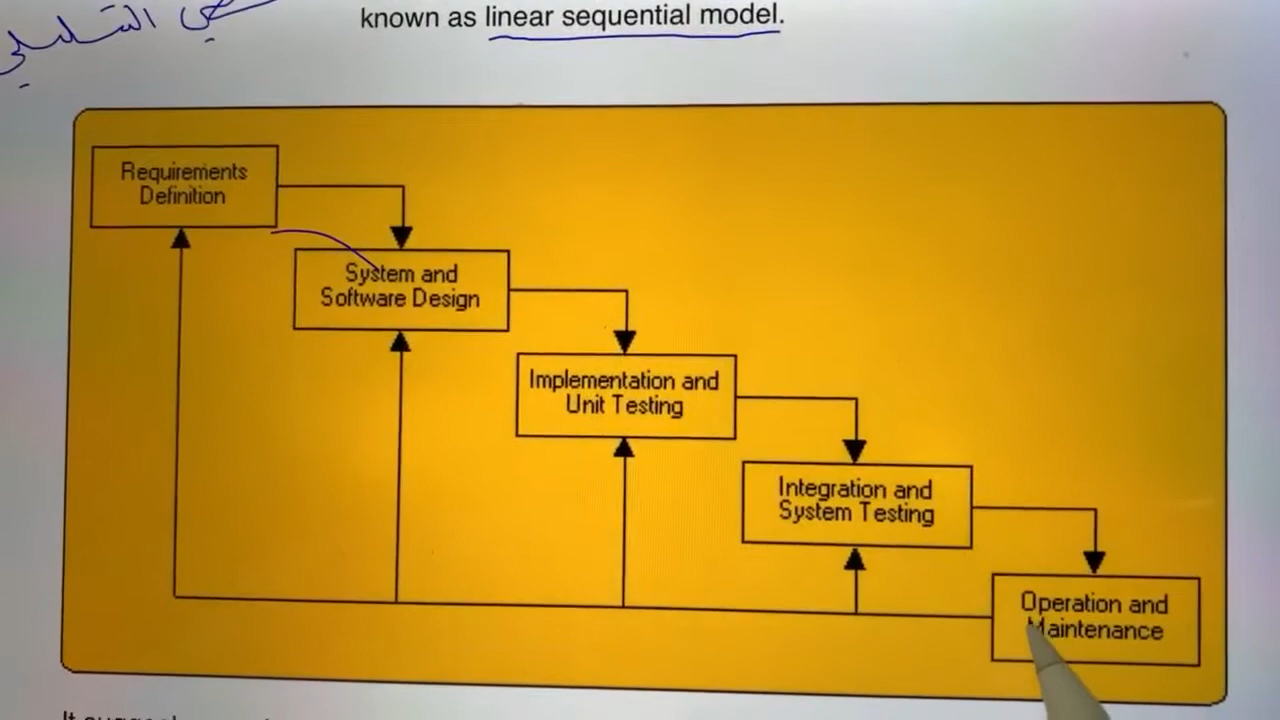 known as linear sequential model.
التسلسلي
Requirements
Definition
System and
Software Design
Implementation and
Unit Testing
Integration and
System Testing
Operation and
Maintenance